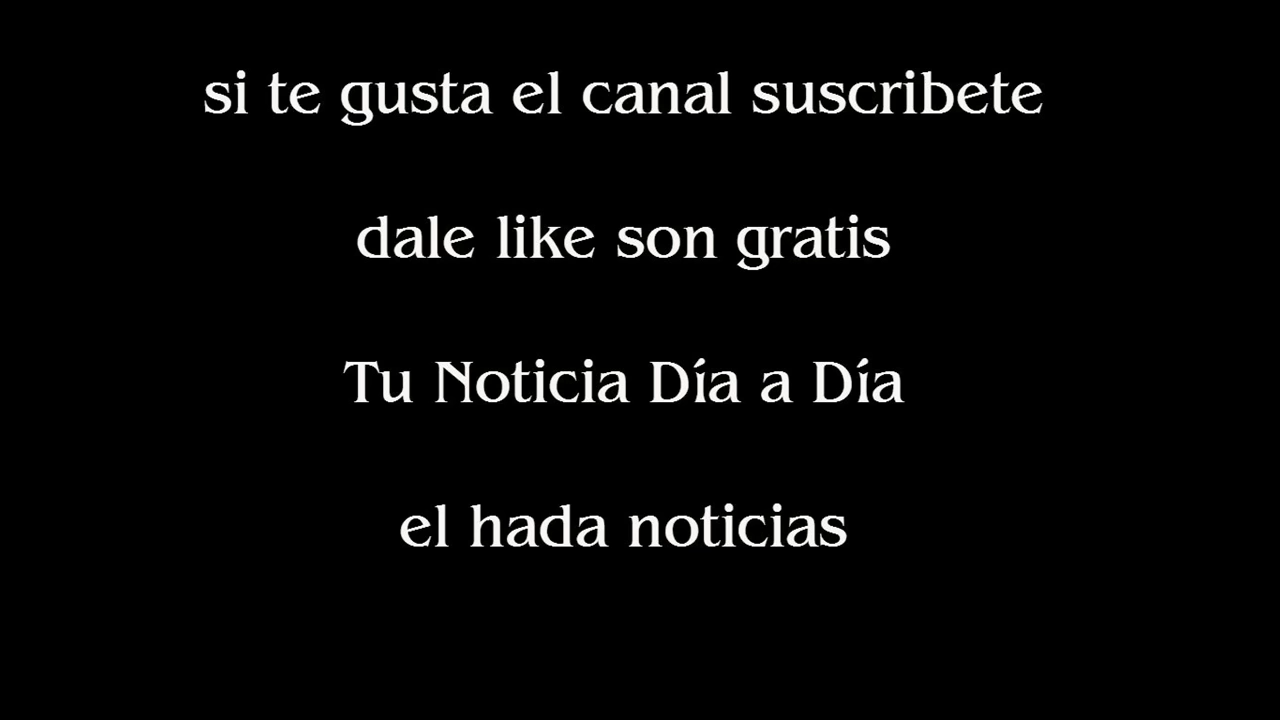 si te gusta el canal suscribete
dale like son gratis
Tu Noticia Día a Día
el hada noticias